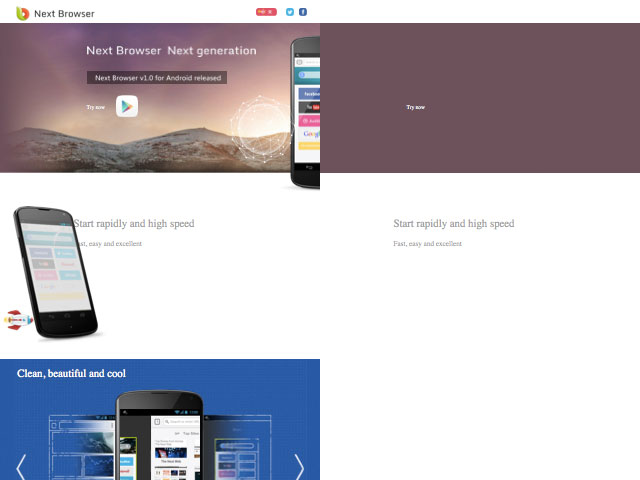 Next Browser
Next Browser Next generation
Next Browser v1.0 for Android released
Try now
Try now
Google
Start rapidly and high speed
Fast, easy and excellent
Start rapidly and high speed
Fast, easy and excellent
Clean, beautiful and cool